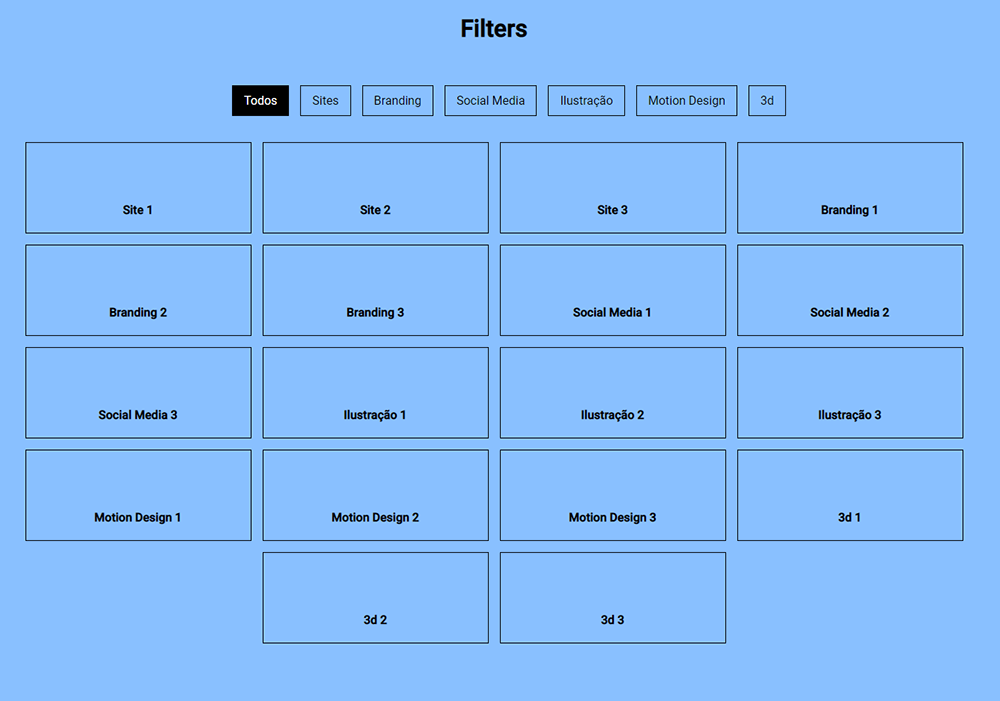 Filters
Todos Sites Branding Social Media Ilustração Motion Design 3d
Site 1 Site 2 Site 3 Branding 1
Branding 2 Branding 3 Social Media 1 Social Media 2
Social Media 3 Ilustração 1 Ilustração 2 Ilustração 3
Motion Design 1 Motion Design 2 Motion Design 3 3d 1
3d 2 3d 3